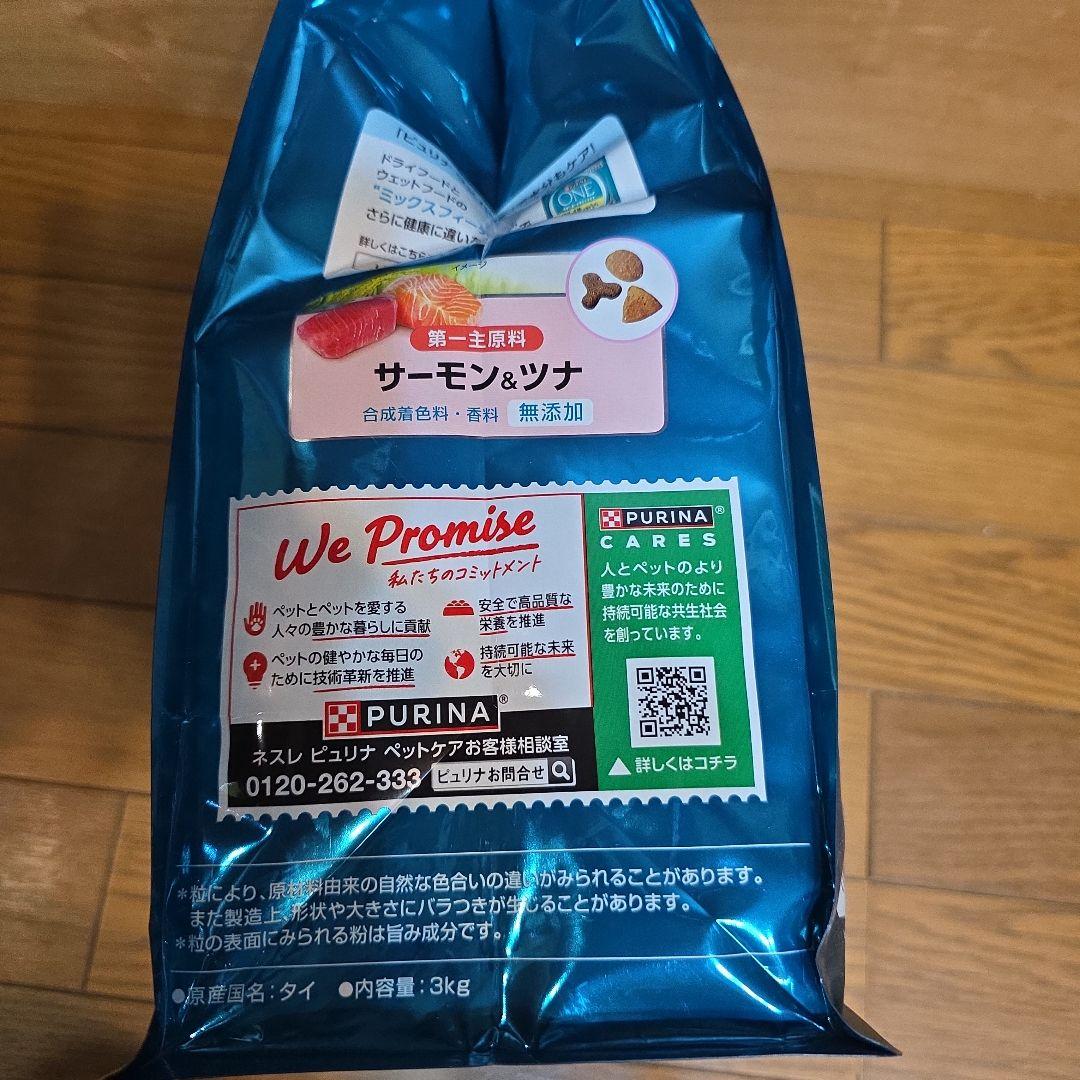 「ピュリナ
ドライフードと
ウェットフードの
"ミックスフィー
さらに健康に違い
詳しくはこちら
ケア!
ONE
イメージ
第一主原料
サーモン&ツナ
合成着色料・香料 無添加
We Promise
私たちのコミットメント
ペットとペットを愛する
人々の豊かな暮らしに貢献
安全で高品質な
栄養を推進
ペットの健やかな毎日の
ために技術革新を推進
持続可能な未来
を大切に
PURINA®
ネスレ ピュリナ ペットケアお客様相談室
0120-262-333 ピュリナお問合せ
PURINA®
CARES
人とペットのより
豊かな未来のために
持続可能な共生社会
を創っています。
▲詳しくはコチラ
*粒により、原材料由来の自然な色合いの違いがみられることがあります。
また製造上、形状や大きさにバラつきが生じることがあります。
*粒の表面にみられる粉は旨み成分です。
●原産国名:タイ ●内容量:3kg